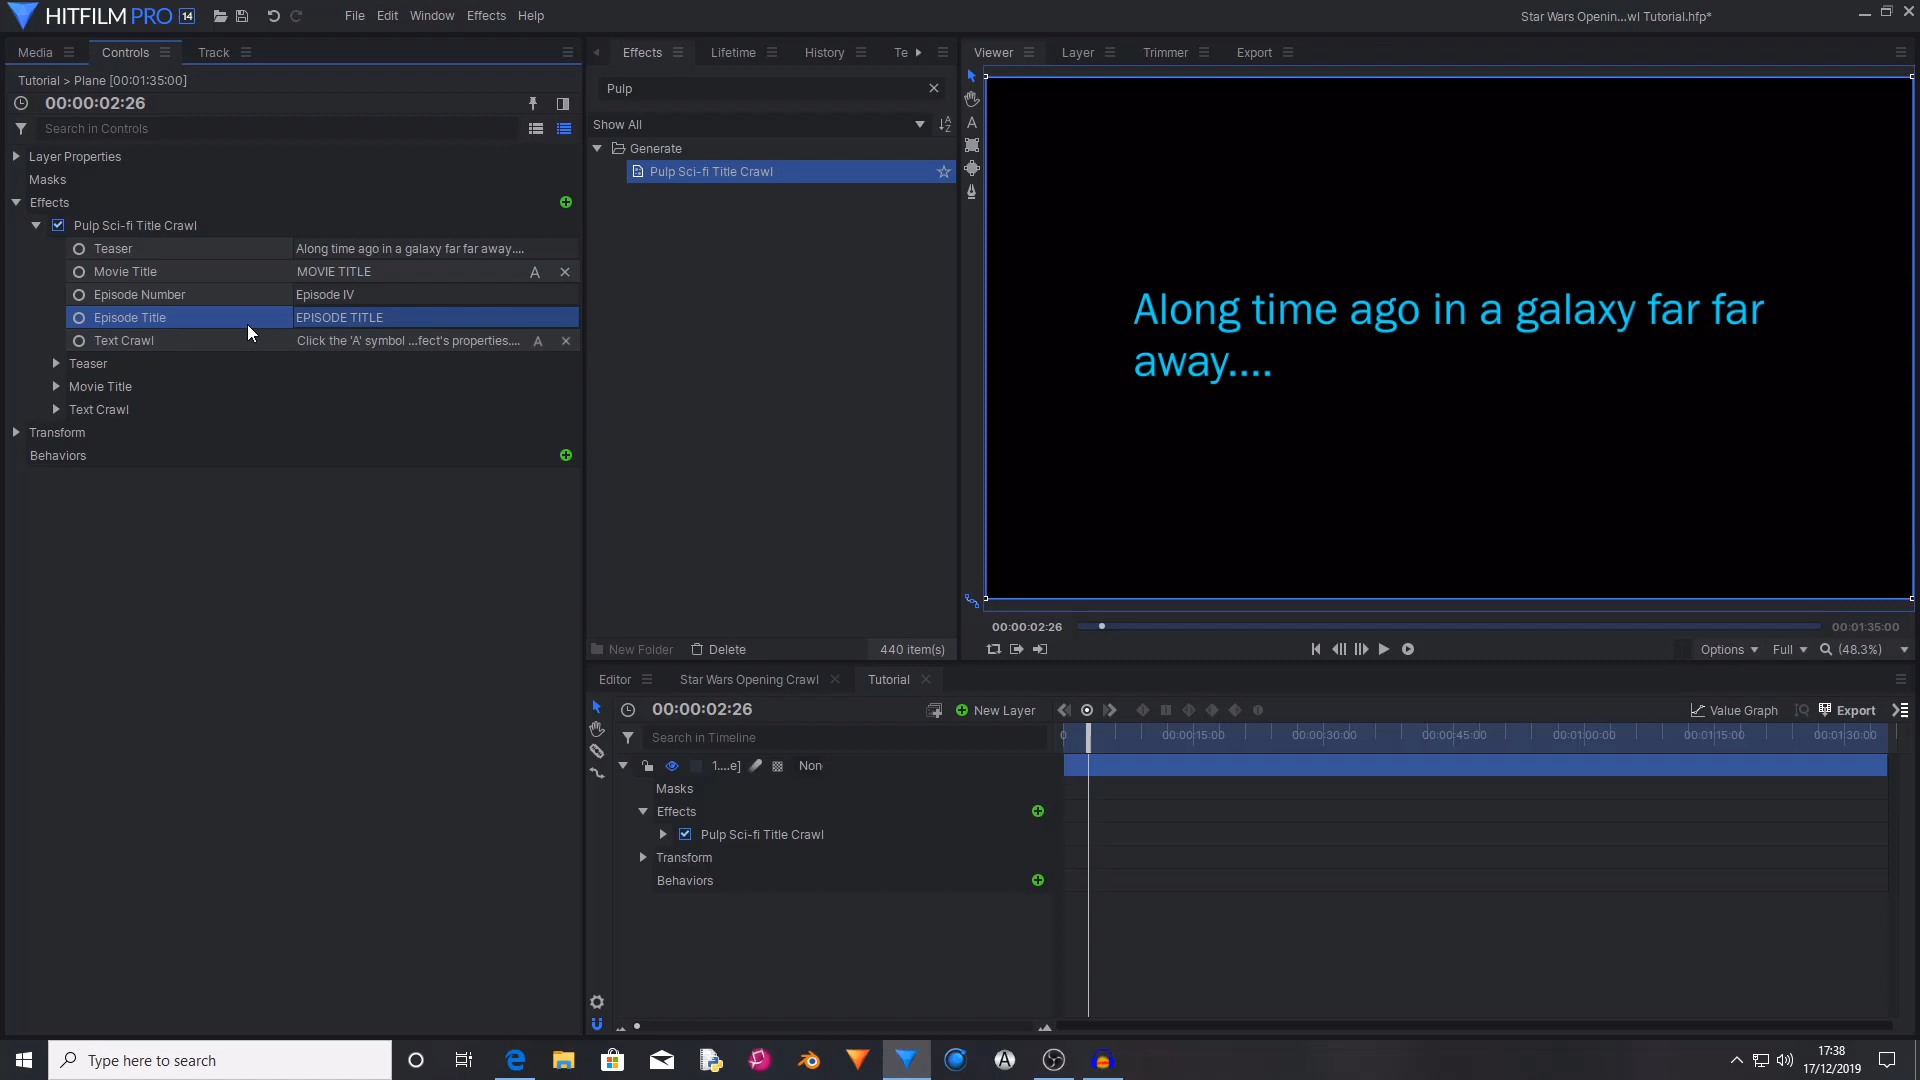 HITFILM PRO 14
File Edit Window Effects Help
Star Wars Openin...wl Tutorial.hfp*
Media Controls Track
Tutorial > Plane [00:01:35:00]
00:00:02:26
Search in Controls
Layer Properties
Masks
Effects
Pulp Sci-fi Title Crawl
Teaser Along time ago in a galaxy far far away....
Movie Title MOVIE TITLE A
Episode Number Episode IV
Episode Title EPISODE TITLE
Text Crawl Click the 'A' symbol ...fect's properties.... A
Teaser
Movie Title
Text Crawl
Transform
Behaviors
Effects Lifetime History Te
Pulp
Show All
Generate
Pulp Sci-fi Title Crawl
New Folder Delete 440 item(s)
Viewer Layer Trimmer Export
Along time ago in a galaxy far far
away....
00:00:02:26 00:01:35:00
Options Full (48.3%)
Editor Star Wars Opening Crawl Tutorial
00:00:02:26 New Layer
Value Graph Export
Search in Timeline
0 00:00:15:00 00:00:30:00 00:00:45:00 00:01:00:00 00:01:15:00 00:01:30:00
1....e] Non
Masks
Effects
Pulp Sci-fi Title Crawl
Transform
Behaviors
Type here to search
17:38
17/12/2019